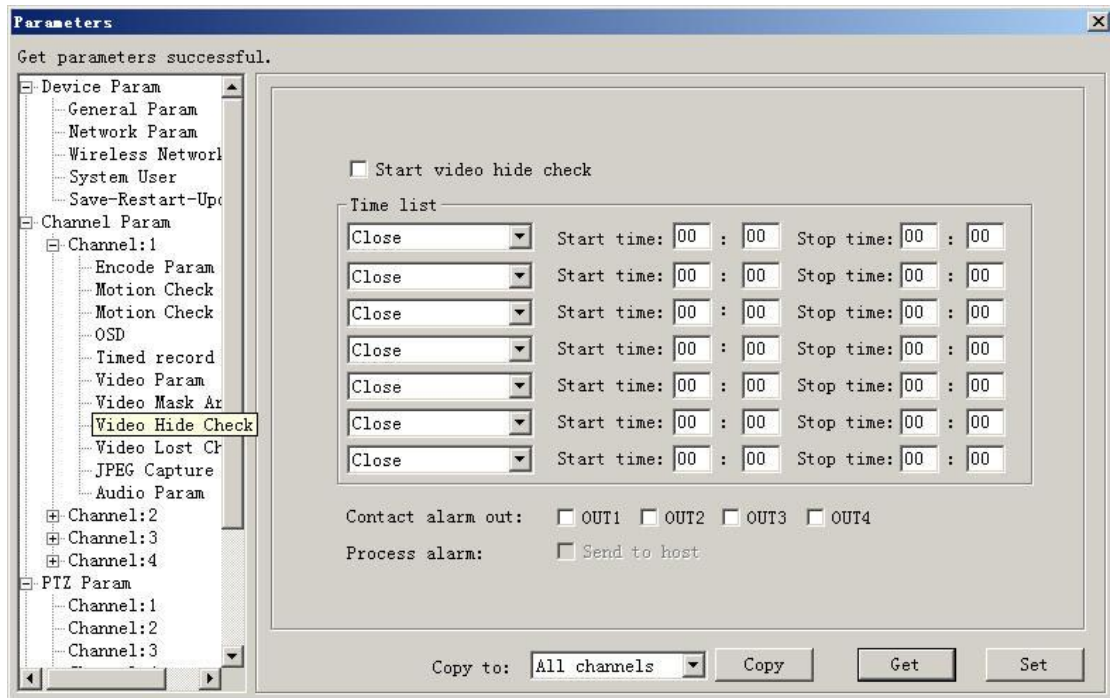 Parameters
Get parameters successful.
Device Param
General Param
Network Param
Wireless Network
System User
Save-Restart-Upd
Channel Param
Channel:1
Encode Param
Motion Check
Motion Check
OSD
Timed record
Video Param
Video Mask Ar
Video Hide Check
Video Lost Ch
JPEG Capture
Audio Param
Channel:2
Channel:3
Channel:4
PTZ Param
Channel:1
Channel:2
Channel:3
Start video hide check
Time list
Close Start time: 00 : 00 Stop time: 00 : 00
Close Start time: 00 : 00 Stop time: 00 : 00
Close Start time: 00 : 00 Stop time: 00 : 00
Close Start time: 00 : 00 Stop time: 00 : 00
Close Start time: 00 : 00 Stop time: 00 : 00
Close Start time: 00 : 00 Stop time: 00 : 00
Close Start time: 00 : 00 Stop time: 00 : 00
Contact alarm out: OUT1 OUT2 OUT3 OUT4
Process alarm: Send to host
Copy to: All channels Copy Get Set